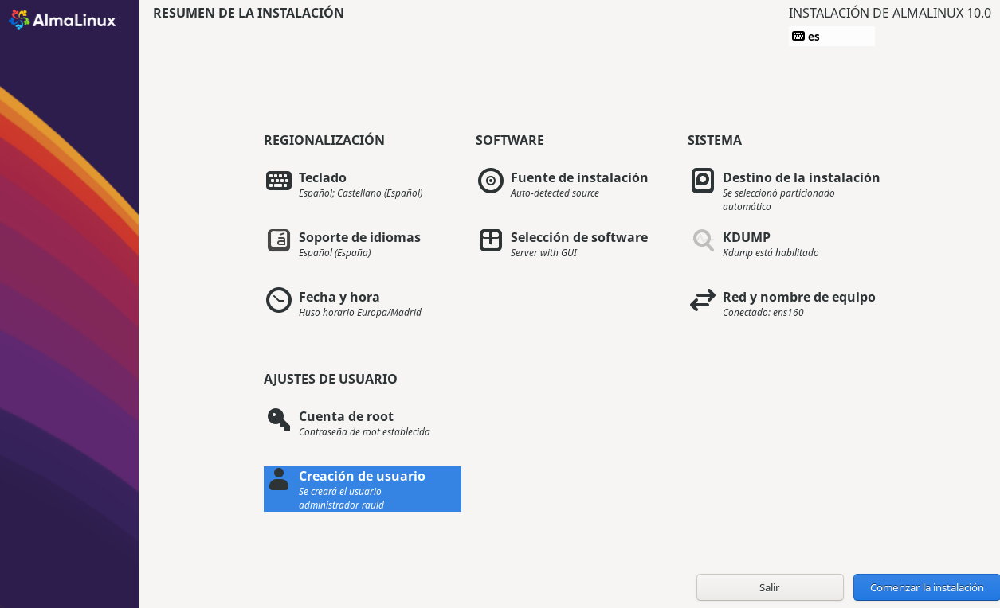 AlmaLinux
RESUMEN DE LA INSTALACIÓN
INSTALACIÓN DE ALMALINUX 10.0
es
REGIONALIZACIÓN
Teclado
Español; Castellano (Español)
Soporte de idiomas
Español (España)
Fecha y hora
Huso horario Europa/Madrid
SOFTWARE
Fuente de instalación
Auto-detected source
Selección de software
Server with GUI
SISTEMA
Destino de la instalación
Se seleccionó particionado
automático
KDUMP
Kdump está habilitado
Red y nombre de equipo
Conectado: ens160
AJUSTES DE USUARIO
Cuenta de root
Contraseña de root establecida
Creación de usuario
Se creará el usuario
administrador rauld
Salir
Comenzar la instalación